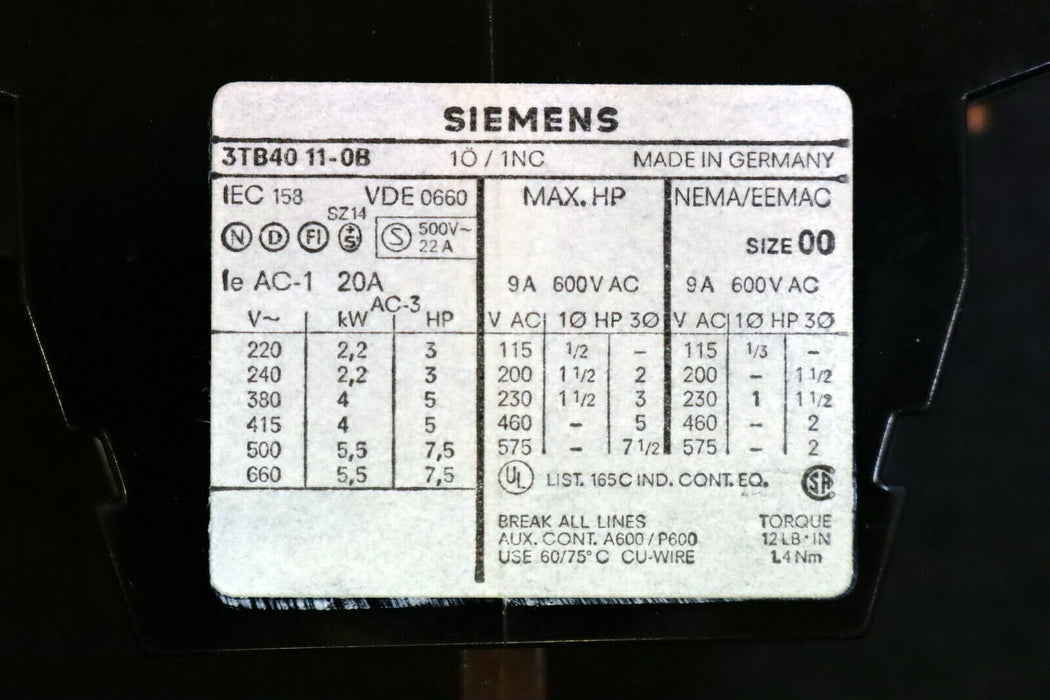 SIEMENS
3TB40 11-0B 1Ö / 1NC MADE IN GERMANY
IEC 158 VDE 0660
SZ14
N D FI S S 500V~
22 A
Ie AC-1 20A
AC-3
V~ kW HP
220 2,2 3
240 2,2 3
380 4 5
415 4 5
500 5,5 7,5
660 5,5 7,5
MAX. HP
9A 600V AC
V AC 1Ø HP 3Ø
115 1/2 –
200 1 1/2 2
230 1 1/2 3
460 – 5
575 – 7 1/2
NEMA/EEMAC
SIZE 00
9A 600V AC
V AC 1Ø HP 3Ø
115 1/3 –
200 – 1 1/2
230 1 1 1/2
460 – 2
575 – 2
UL LIST. 165C IND. CONT. EQ. SA
BREAK ALL LINES TORQUE
AUX. CONT. A600 / P600 12 LB·IN
USE 60/75°C CU-WIRE 1.4 Nm